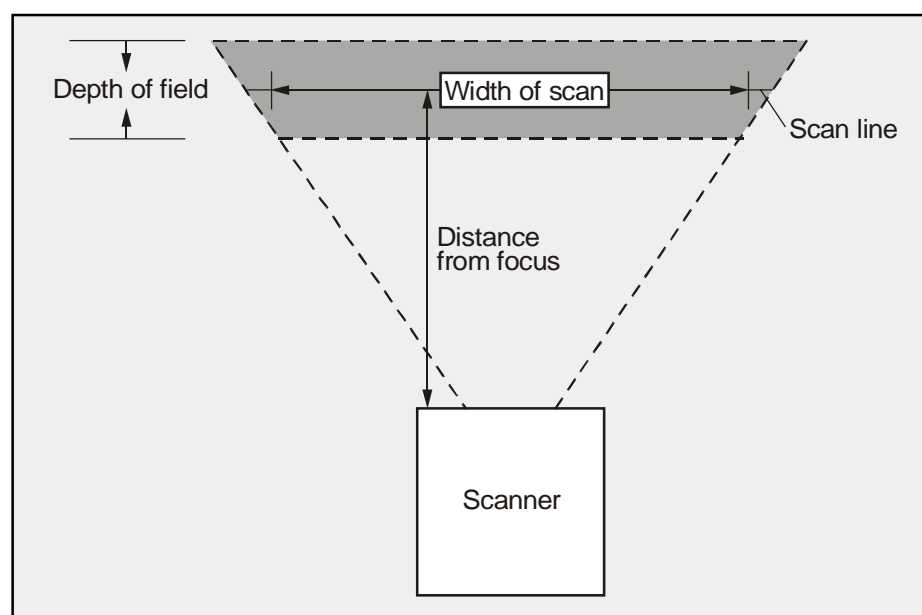 Depth of field
Width of scan
Scan line
Distance
from focus
Scanner